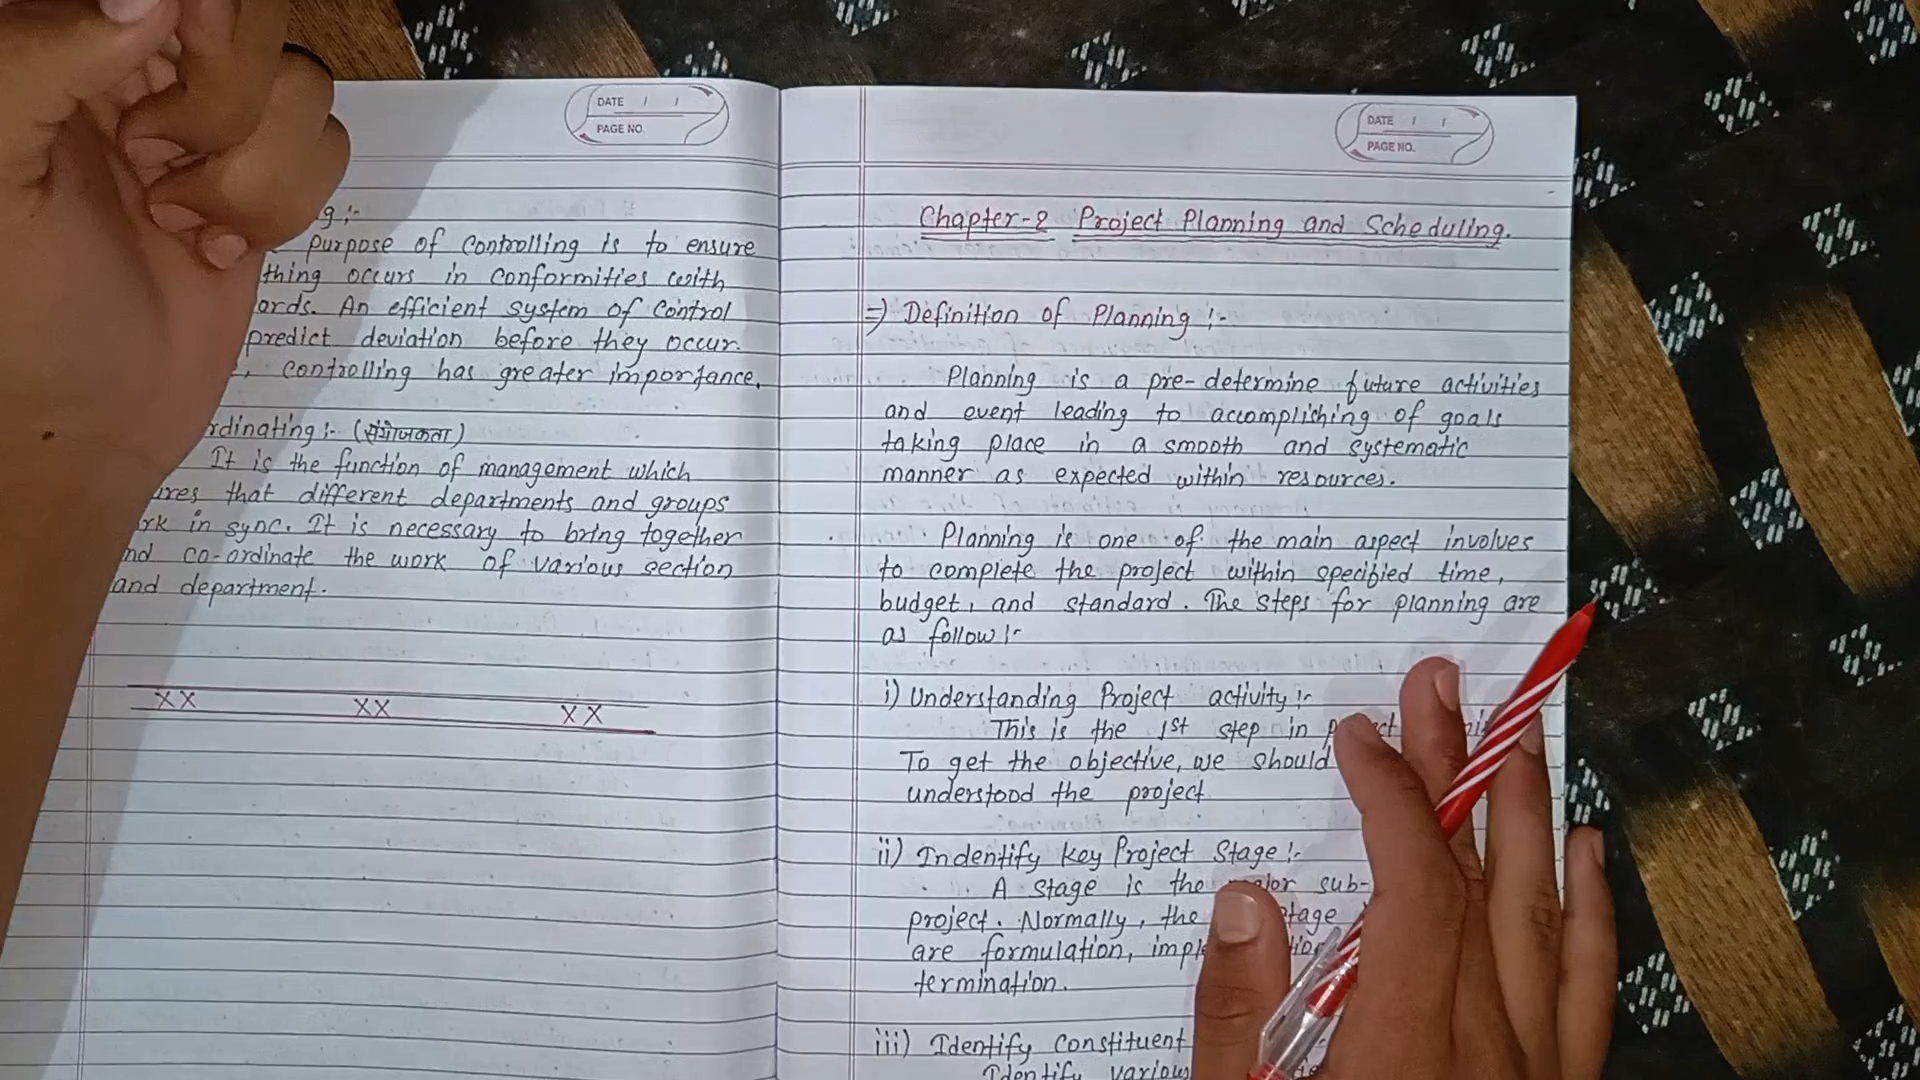 DATE / /
PAGE NO.
g :-
purpose of controlling is to ensure
thing occurs in conformities with
ords. An efficient system of control
predict deviation before they occur.
, controlling has greater importance.
rdinating :- (संयोजकता)
It is the function of management which
ures that different departments and groups
rk in sync. It is necessary to bring together
nd co-ordinate the work of various section
and department.
XX XX XX
DATE / /
PAGE NO.
Chapter-2 Project Planning and Scheduling.
=) Definition of Planning :-
Planning is a pre-determine future activities
and event leading to accomplishing of goals
taking place in a smooth and systematic
manner as expected within resources.
Planning is one of the main aspect involves
to complete the project within specified time,
budget, and standard. The steps for planning are
as follow :-
i) Understanding Project activity :-
This is the 1st step in
To get the objective, we should
understood the project
ii) Indentify Key Project Stage :-
A stage is the major sub-
project. Normally, the stage
are formulation,
termination.
iii) Identify Constituent
Identify various